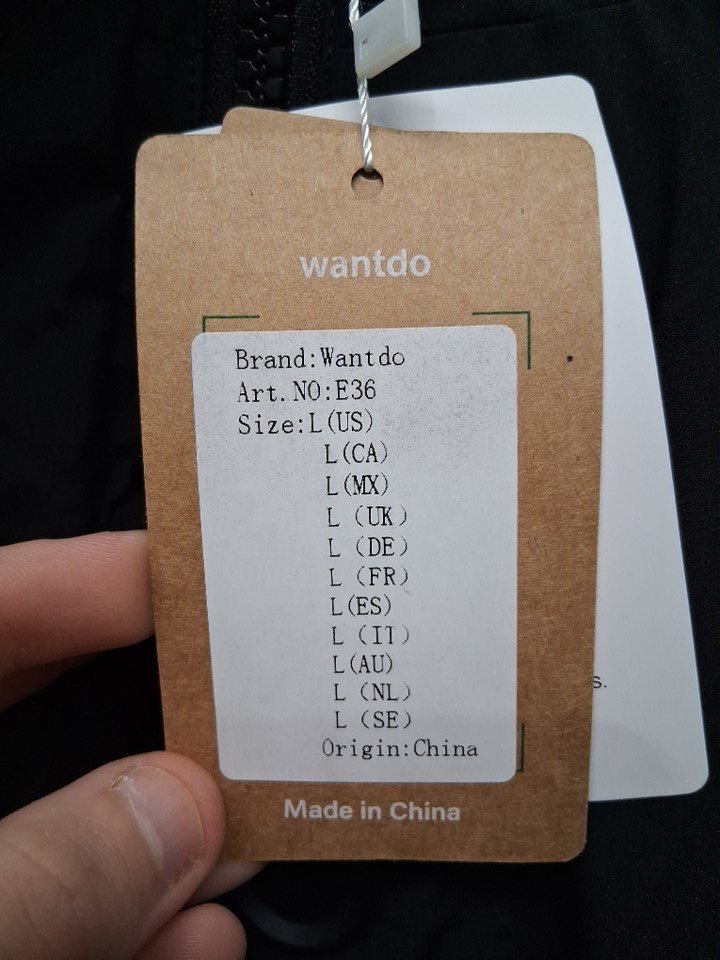 wantdo
Brand:Wantdo
Art.NO:E36
Size:L(US)
L(CA)
L(MX)
L (UK)
L (DE)
L (FR)
L(ES)
L (IT)
L(AU)
L (NL)
L (SE)
Origin:China
Made in China
s.